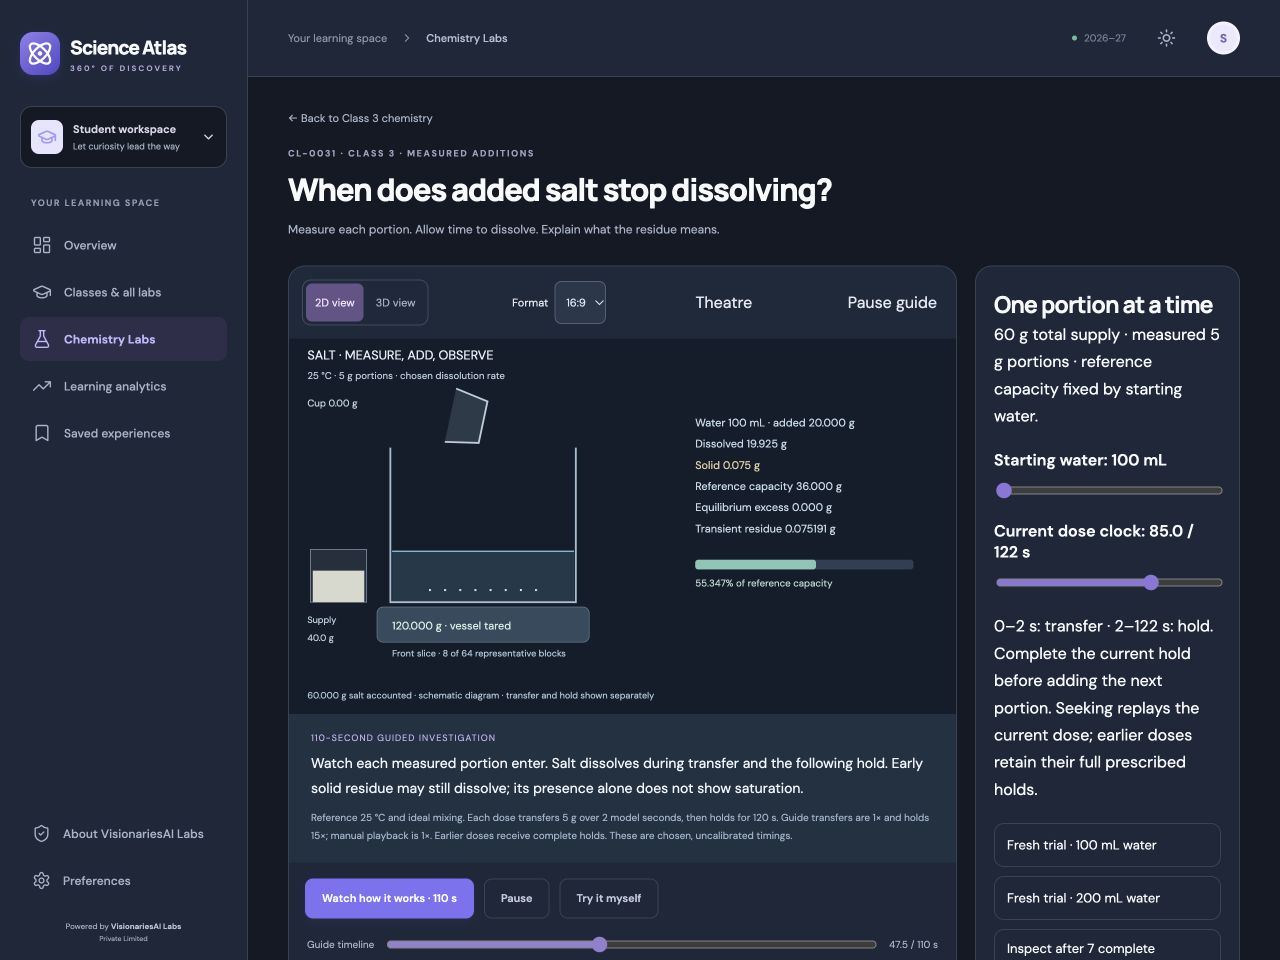 Science Atlas
360° OF DISCOVERY
Student workspace
Let curiosity lead the way
YOUR LEARNING SPACE
Overview
Classes & all labs
Chemistry Labs
Learning analytics
Saved experiences
About VisionariesAI Labs
Preferences
Powered by VisionariesAI Labs
Private Limited
Your learning space
Chemistry Labs
2026–27
S
← Back to Class 3 chemistry
CL-0031 · CLASS 3 · MEASURED ADDITIONS
When does added salt stop dissolving?
Measure each portion. Allow time to dissolve. Explain what the residue means.
2D view
3D view
Format
16:9
Theatre
Pause guide
SALT · MEASURE, ADD, OBSERVE
25 °C · 5 g portions · chosen dissolution rate
Cup 0.00 g
Water 100 mL · added 20.000 g
Dissolved 19.925 g
Solid 0.075 g
Reference capacity 36.000 g
Equilibrium excess 0.000 g
Transient residue 0.075191 g
55.347% of reference capacity
Supply
40.0 g
120.000 g · vessel tared
Front slice · 8 of 64 representative blocks
60.000 g salt accounted · schematic diagram · transfer and hold shown separately
110-SECOND GUIDED INVESTIGATION
Watch each measured portion enter. Salt dissolves during transfer and the following hold. Early
solid residue may still dissolve; its presence alone does not show saturation.
Reference 25 °C and ideal mixing. Each dose transfers 5 g over 2 model seconds, then holds for 120 s. Guide transfers are 1× and holds
15×; manual playback is 1×. Earlier doses receive complete holds. These are chosen, uncalibrated timings.
Watch how it works · 110 s
Pause
Try it myself
Guide timeline
47.5 / 110 s
One portion at a time
60 g total supply · measured 5
g portions · reference
capacity fixed by starting
water.
Starting water: 100 mL
Current dose clock: 85.0 /
122 s
0–2 s: transfer · 2–122 s: hold.
Complete the current hold
before adding the next
portion. Seeking replays the
current dose; earlier doses
retain their full prescribed
holds.
Fresh trial · 100 mL water
Fresh trial · 200 mL water
Inspect after 7 complete